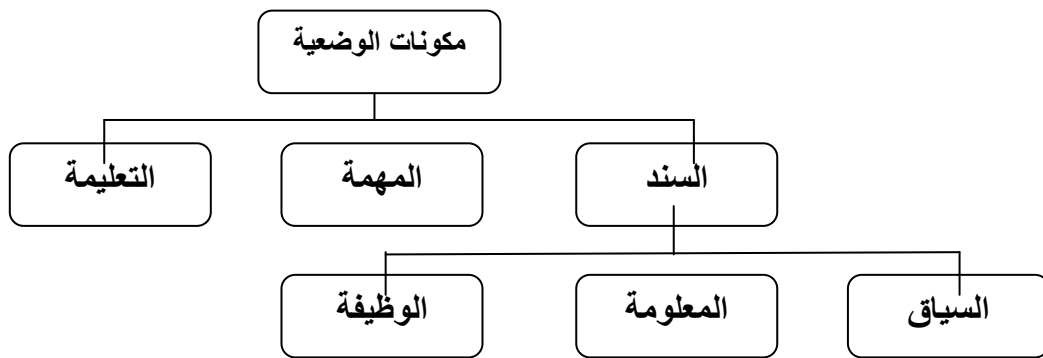 مكونات الوضعية
السند
المهمة
التعليمة
السياق
المعلومة
الوظيفة